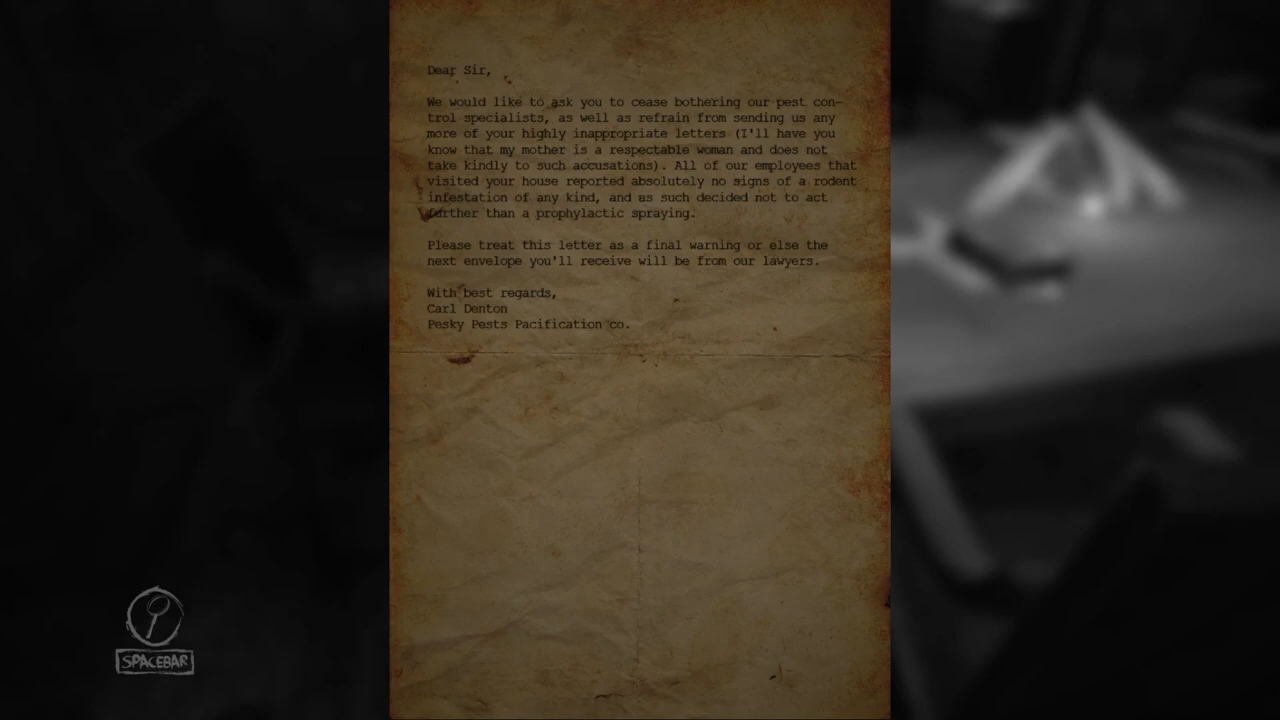 Dear Sir,
We would like to ask you to cease bothering our pest con-
trol specialists, as well as refrain from sending us any
more of your highly inappropriate letters (I'll have you
know that my mother is a respectable woman and does not
take kindly to such accusations). All of our employees that
visited your house reported absolutely no signs of a rodent
infestation of any kind, and as such decided not to act
further than a prophylactic spraying.
Please treat this letter as a final warning or else the
next envelope you'll receive will be from our lawyers.
With best regards,
Carl Denton
Pesky Pests Pacification co.
SPACEBAR